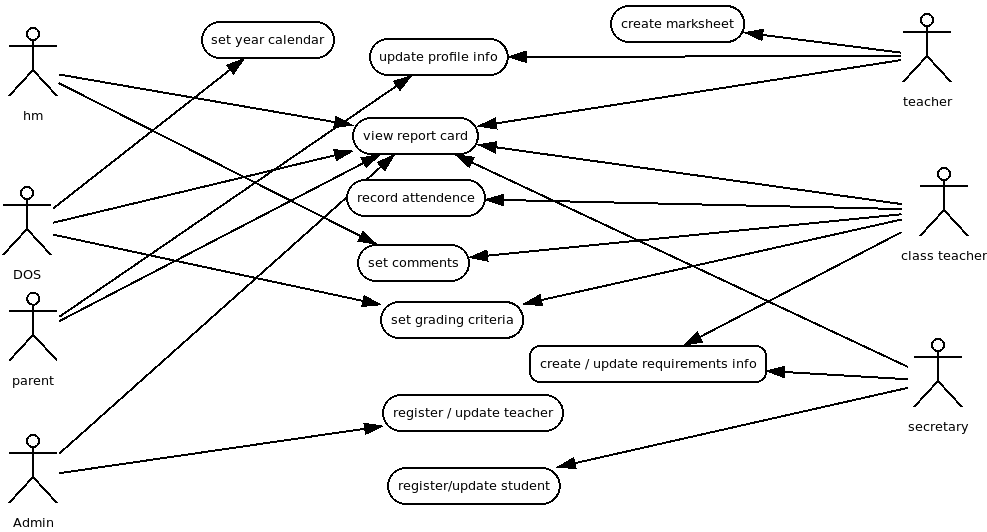 create marksheet
set year calendar
update profile info
teacher
hm
view report card
record attendence
class teacher
set comments
DOS
set grading criteria
create / update requirements info
parent
register / update teacher
secretary
register/update student
Admin